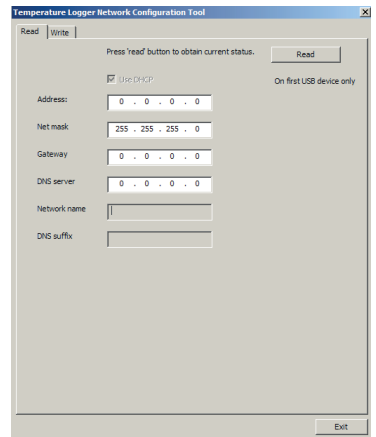 Temperature Logger Network Configuration Tool
Read Write
Press 'read' button to obtain current status. Read
Use DHCP On first USB device only
Address: 0 . 0 . 0 . 0
Net mask 255 . 255 . 255 . 0
Gateway 0 . 0 . 0 . 0
DNS server 0 . 0 . 0 . 0
Network name
DNS suffix
Exit